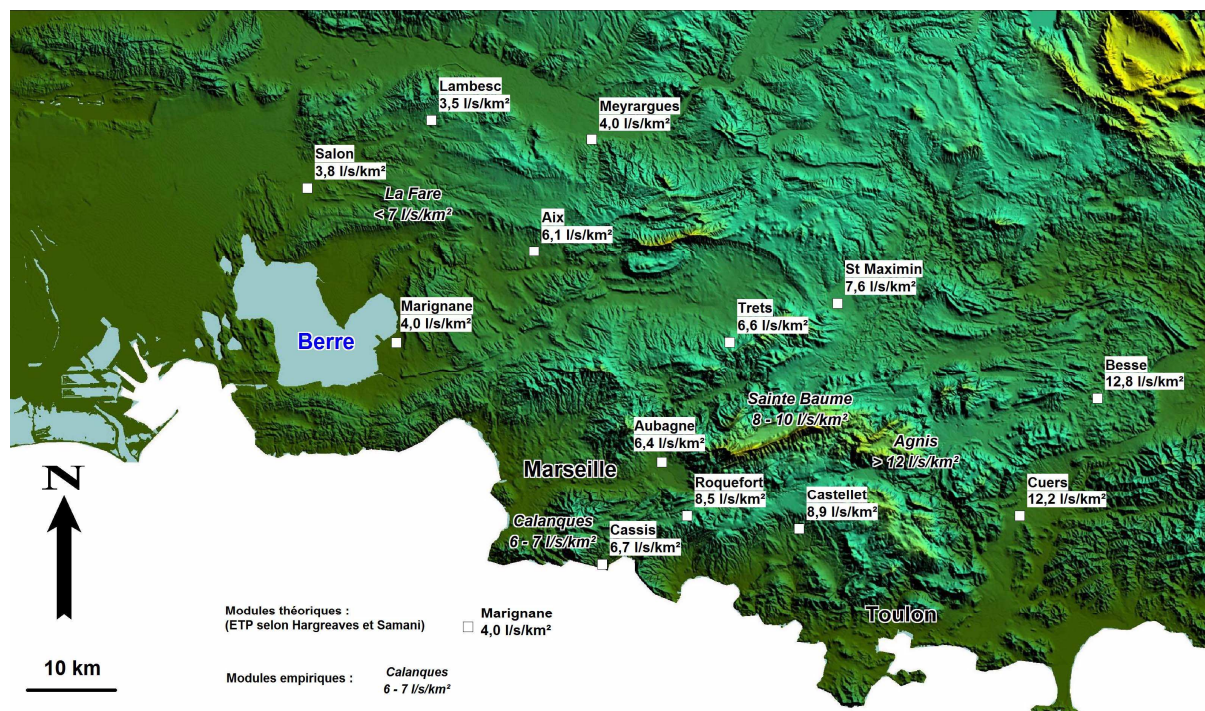 Lambesc
3,5 l/s/km²
Meyrargues
4,0 l/s/km²
Salon
3,8 l/s/km²
La Fare
< 7 l/s/km²
Aix
6,1 l/s/km²
St Maximin
7,6 l/s/km²
Marignane
4,0 l/s/km²
Trets
6,6 l/s/km²
Berre
Besse
12,8 l/s/km²
Sainte Baume
8 - 10 l/s/km²
Aubagne
6,4 l/s/km²
Agnis
> 12 l/s/km²
Marseille
N
Roquefort
8,5 l/s/km²
Castellet
8,9 l/s/km²
Cuers
12,2 l/s/km²
Calanques
6 - 7 l/s/km²
Cassis
6,7 l/s/km²
Toulon
Modules théoriques :
(ETP selon Hargreaves et Samani)
Marignane
4,0 l/s/km²
10 km
Modules empiriques :
Calanques
6 - 7 l/s/km²